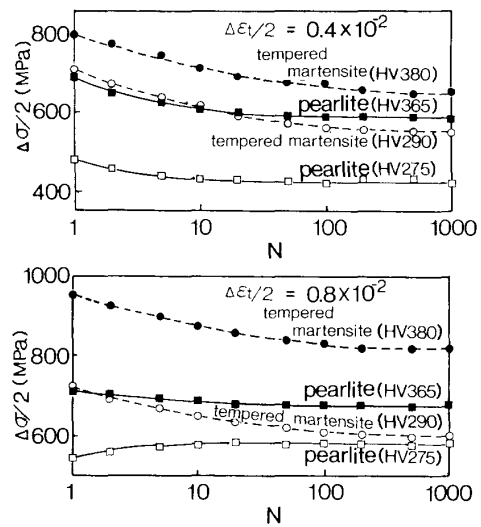 800
600
400
Δσ/2 (MPa)
Δεt/2 = 0.4×10⁻²
tempered
martensite (HV380)
pearlite (HV365)
tempered martensite (HV290)
pearlite (HV275)
1 10 100 1000
N
1000
800
600
Δσ/2 (MPa)
Δεt/2 = 0.8×10⁻²
tempered
martensite (HV380)
pearlite (HV365)
tempered martensite (HV290)
pearlite (HV275)
1 10 100 1000
N